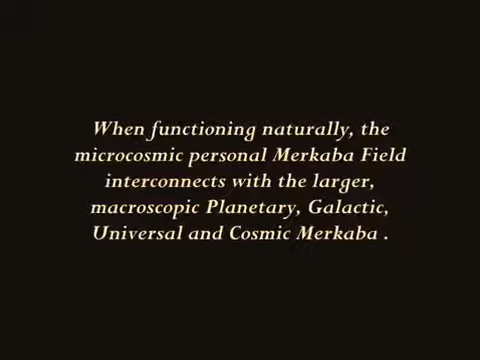 When functioning naturally, the
microcosmic personal Merkaba Field
interconnects with the larger,
macroscopic Planetary, Galactic,
Universal and Cosmic Merkaba .